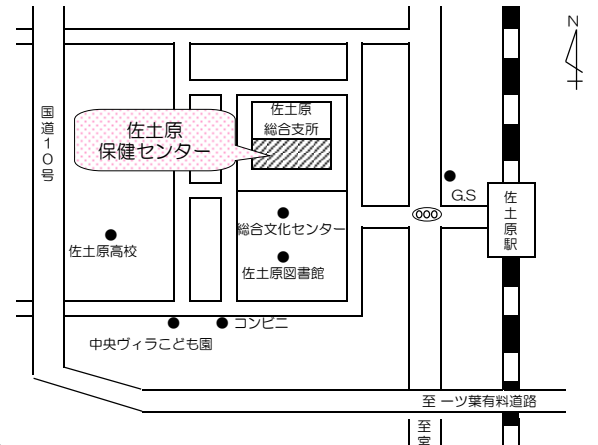 N
佐土原
総合支所
国道10号
佐土原
保健センター
G.S
佐土原駅
総合文化センター
佐土原高校
佐土原図書館
コンビニ
中央ヴィラこども園
至 一ツ葉有料道路
至